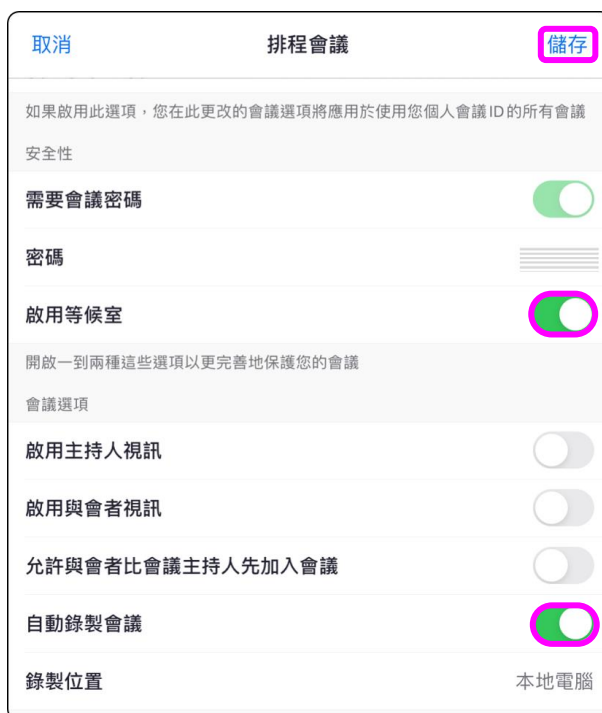 取消 排程會議 儲存
如果啟用此選項，您在此更改的會議選項將應用於使用您個人會議ID的所有會議
安全性
需要會議密碼
密碼
啟用等候室
開啟一到兩種這些選項以更完善地保護您的會議
會議選項
啟用主持人視訊
啟用與會者視訊
允許與會者比會議主持人先加入會議
自動錄製會議
錄製位置 本地電腦